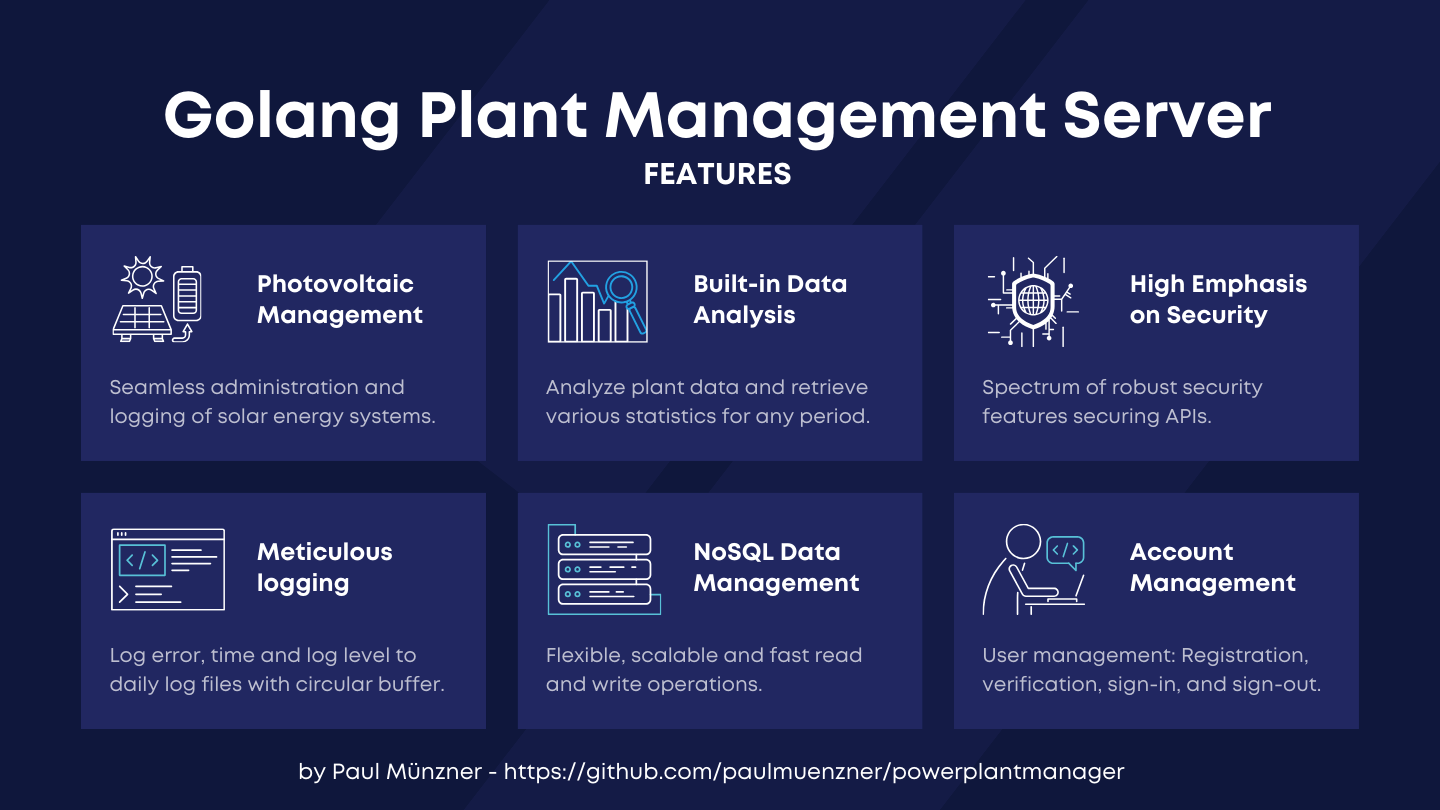 Golang Plant Management Server
FEATURES
Photovoltaic
Management
Seamless administration and
logging of solar energy systems.
Built-in Data
Analysis
Analyze plant data and retrieve
various statistics for any period.
High Emphasis
on Security
Spectrum of robust security
features securing APIs.
Meticulous
logging
</>
Log error, time and log level to
daily log files with circular buffer.
NoSQL Data
Management
Flexible, scalable and fast read
and write operations.
</>
Account
Management
User management: Registration,
verification, sign-in, and sign-out.
by Paul Münzner - https://github.com/paulmuenzner/powerplantmanager